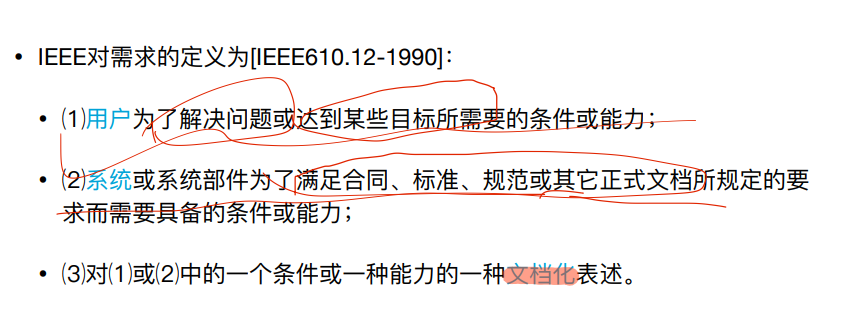 • IEEE对需求的定义为[IEEE610.12-1990]：
• ⑴用户为了解决问题或达到某些目标所需要的条件或能力；
• ⑵系统或系统部件为了满足合同、标准、规范或其它正式文档所规定的要
求而需要具备的条件或能力；
• ⑶对⑴或⑵中的一个条件或一种能力的一种文档化表述。